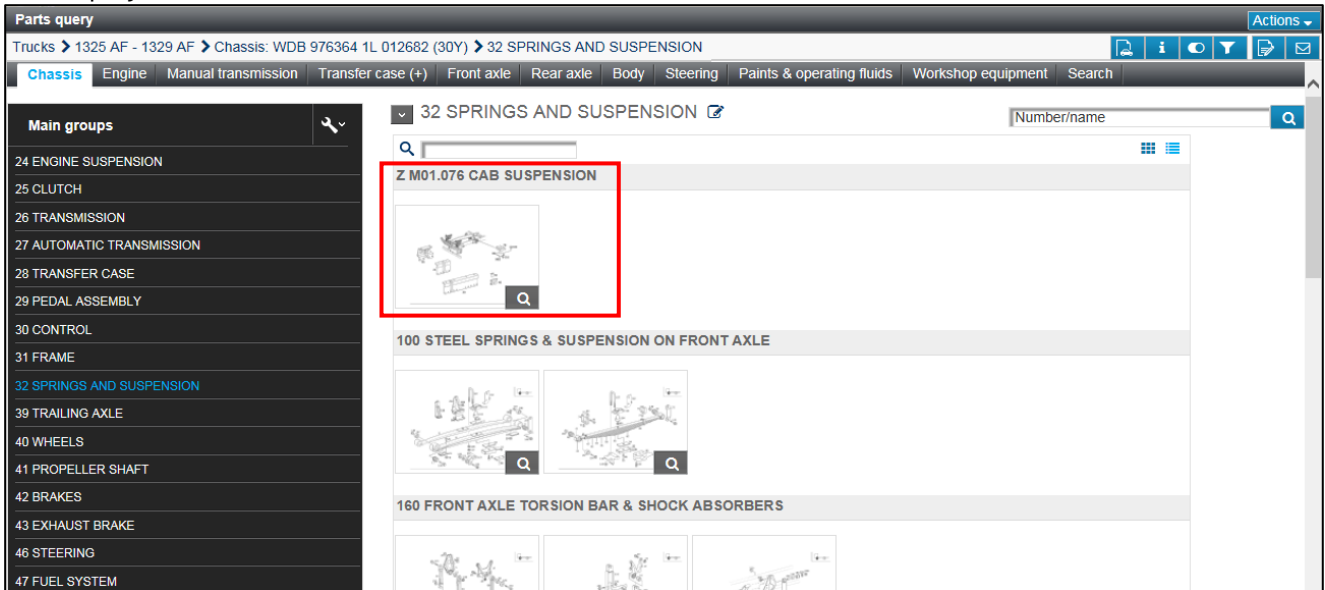 Parts query
Actions
Trucks > 1325 AF - 1329 AF > Chassis: WDB 976364 1L 012682 (30Y) > 32 SPRINGS AND SUSPENSION
Chassis Engine Manual transmission Transfer case (+) Front axle Rear axle Body Steering Paints & operating fluids Workshop equipment Search
Main groups
24 ENGINE SUSPENSION
25 CLUTCH
26 TRANSMISSION
27 AUTOMATIC TRANSMISSION
28 TRANSFER CASE
29 PEDAL ASSEMBLY
30 CONTROL
31 FRAME
32 SPRINGS AND SUSPENSION
39 TRAILING AXLE
40 WHEELS
41 PROPELLER SHAFT
42 BRAKES
43 EXHAUST BRAKE
46 STEERING
47 FUEL SYSTEM
32 SPRINGS AND SUSPENSION
Number/name
Z M01.076 CAB SUSPENSION
100 STEEL SPRINGS & SUSPENSION ON FRONT AXLE
160 FRONT AXLE TORSION BAR & SHOCK ABSORBERS